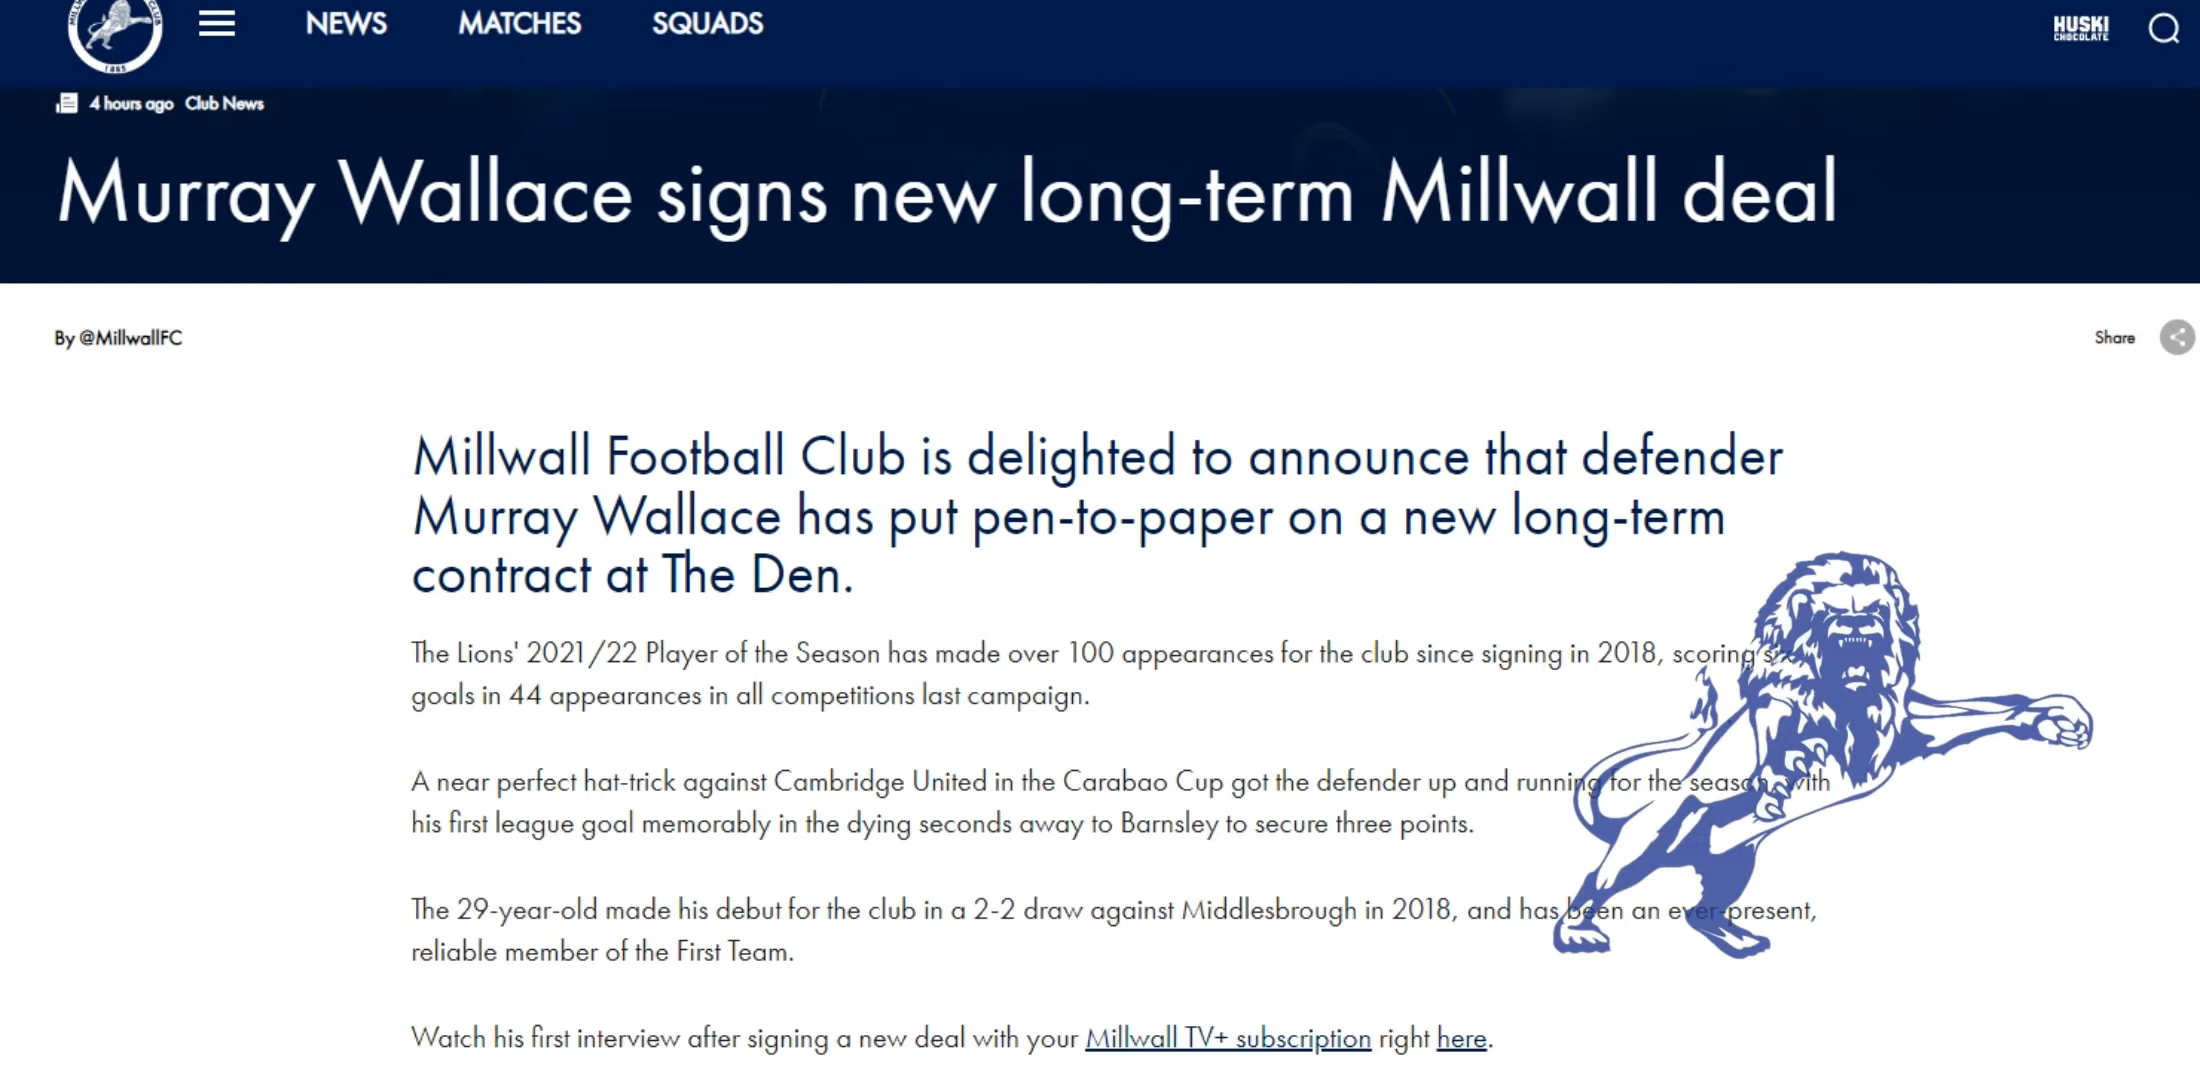 NEWS MATCHES SQUADS
HUSKI
CHOCOLATE
1885
4 hours ago Club News
Murray Wallace signs new long-term Millwall deal
By @MillwallFC
Share
Millwall Football Club is delighted to announce that defender
Murray Wallace has put pen-to-paper on a new long-term
contract at The Den.
The Lions' 2021/22 Player of the Season has made over 100 appearances for the club since signing in 2018, scoring
goals in 44 appearances in all competitions last campaign.
A near perfect hat-trick against Cambridge United in the Carabao Cup got the defender up and running for the season, with
his first league goal memorably in the dying seconds away to Barnsley to secure three points.
The 29-year-old made his debut for the club in a 2-2 draw against Middlesbrough in 2018, and has been an ever-present,
reliable member of the First Team.
Watch his first interview after signing a new deal with your Millwall TV+ subscription right here.